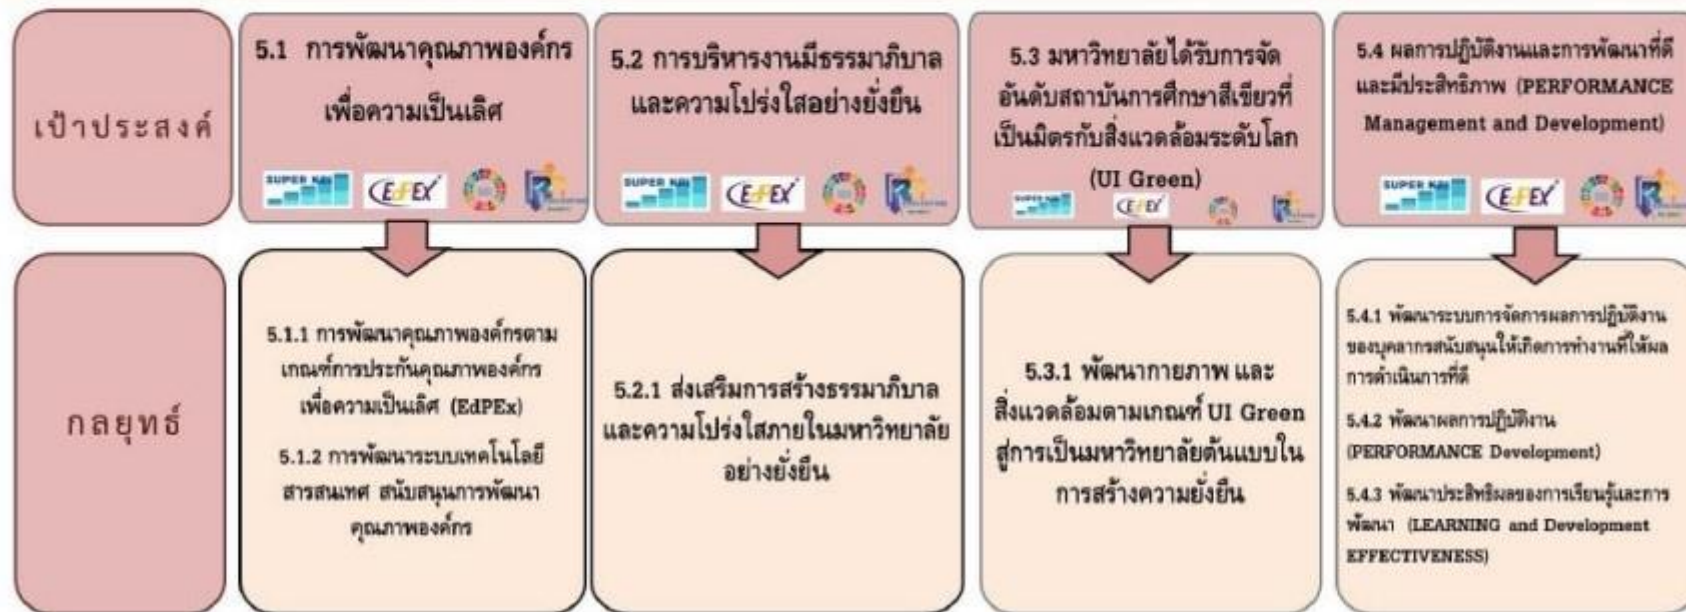 เป้าประสงค์
5.1 การพัฒนาคุณภาพองค์กร
เพื่อความเป็นเลิศ
SUPER KPI
EdPEx
5.2 การบริหารงานมีธรรมาภิบาล
และความโปร่งใสอย่างยั่งยืน
SUPER KPI
EdPEx
5.3 มหาวิทยาลัยได้รับการจัด
อันดับสถาบันการศึกษาสีเขียวที่
เป็นมิตรกับสิ่งแวดล้อมระดับโลก
(UI Green)
SUPER KPI
EdPEx
5.4 ผลการปฏิบัติงานและการพัฒนาที่ดี
และมีประสิทธิภาพ (PERFORMANCE
Management and Development)
SUPER KPI
EdPEx
กลยุทธ์
5.1.1 การพัฒนาคุณภาพองค์กรตาม
เกณฑ์การประกันคุณภาพองค์กร
เพื่อความเป็นเลิศ (EdPEx)
5.1.2 การพัฒนาระบบเทคโนโลยี
สารสนเทศ สนับสนุนการพัฒนา
คุณภาพองค์กร
5.2.1 ส่งเสริมการสร้างธรรมาภิบาล
และความโปร่งใสภายในมหาวิทยาลัย
อย่างยั่งยืน
5.3.1 พัฒนากายภาพ และ
สิ่งแวดล้อมตามเกณฑ์ UI Green
สู่การเป็นมหาวิทยาลัยต้นแบบใน
การสร้างความยั่งยืน
5.4.1 พัฒนาระบบการจัดการผลการปฏิบัติงาน
ของบุคลากรสนับสนุนให้เกิดการทำงานที่ให้ผล
การดำเนินการที่ดี
5.4.2 พัฒนาผลการปฏิบัติงาน
(PERFORMANCE Development)
5.4.3 พัฒนาประสิทธิผลของการเรียนรู้และการ
พัฒนา (LEARNING and Development
EFFECTIVENESS)